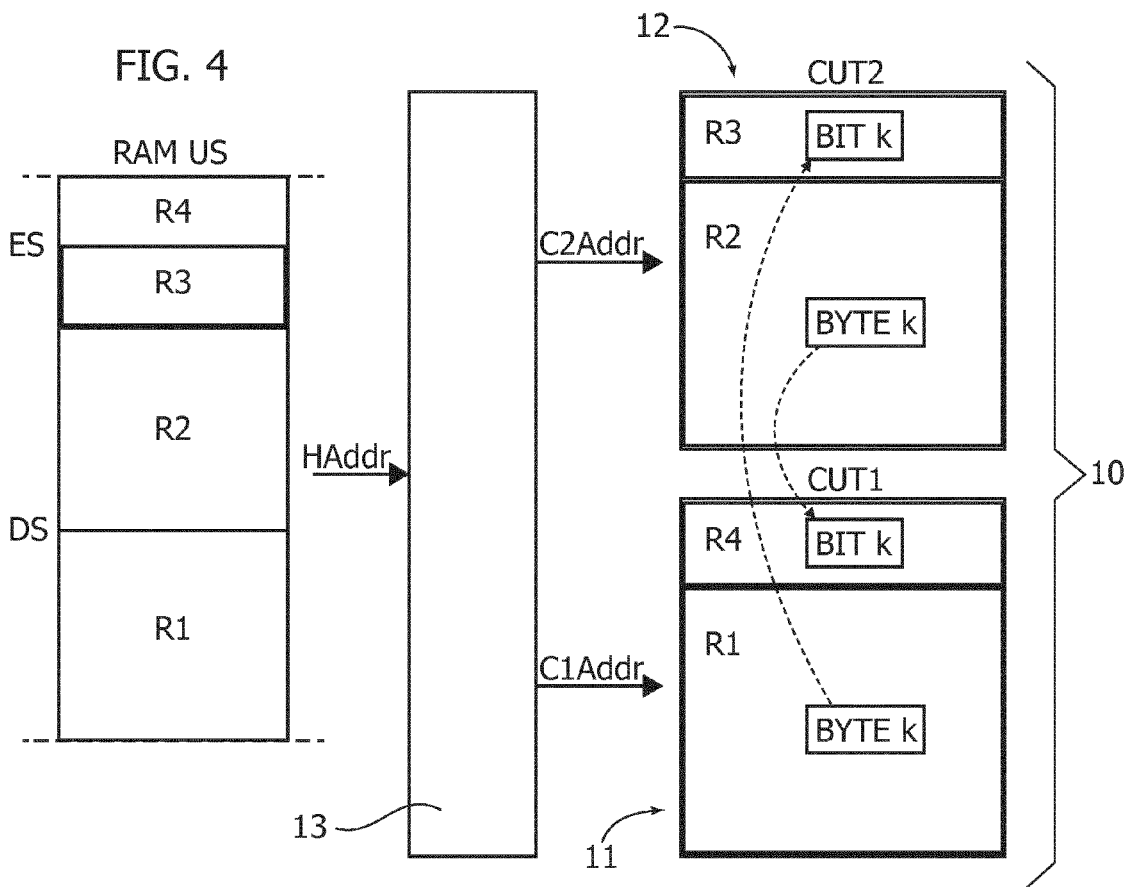 FIG. 4
12
CUT2
RAM US
R3
BIT k
R4
ES
R3
R2
C2Addr
BYTE k
R2
HAddr
CUT1
10
DS
R4
BIT k
R1
R1
C1Addr
BYTE k
13
11